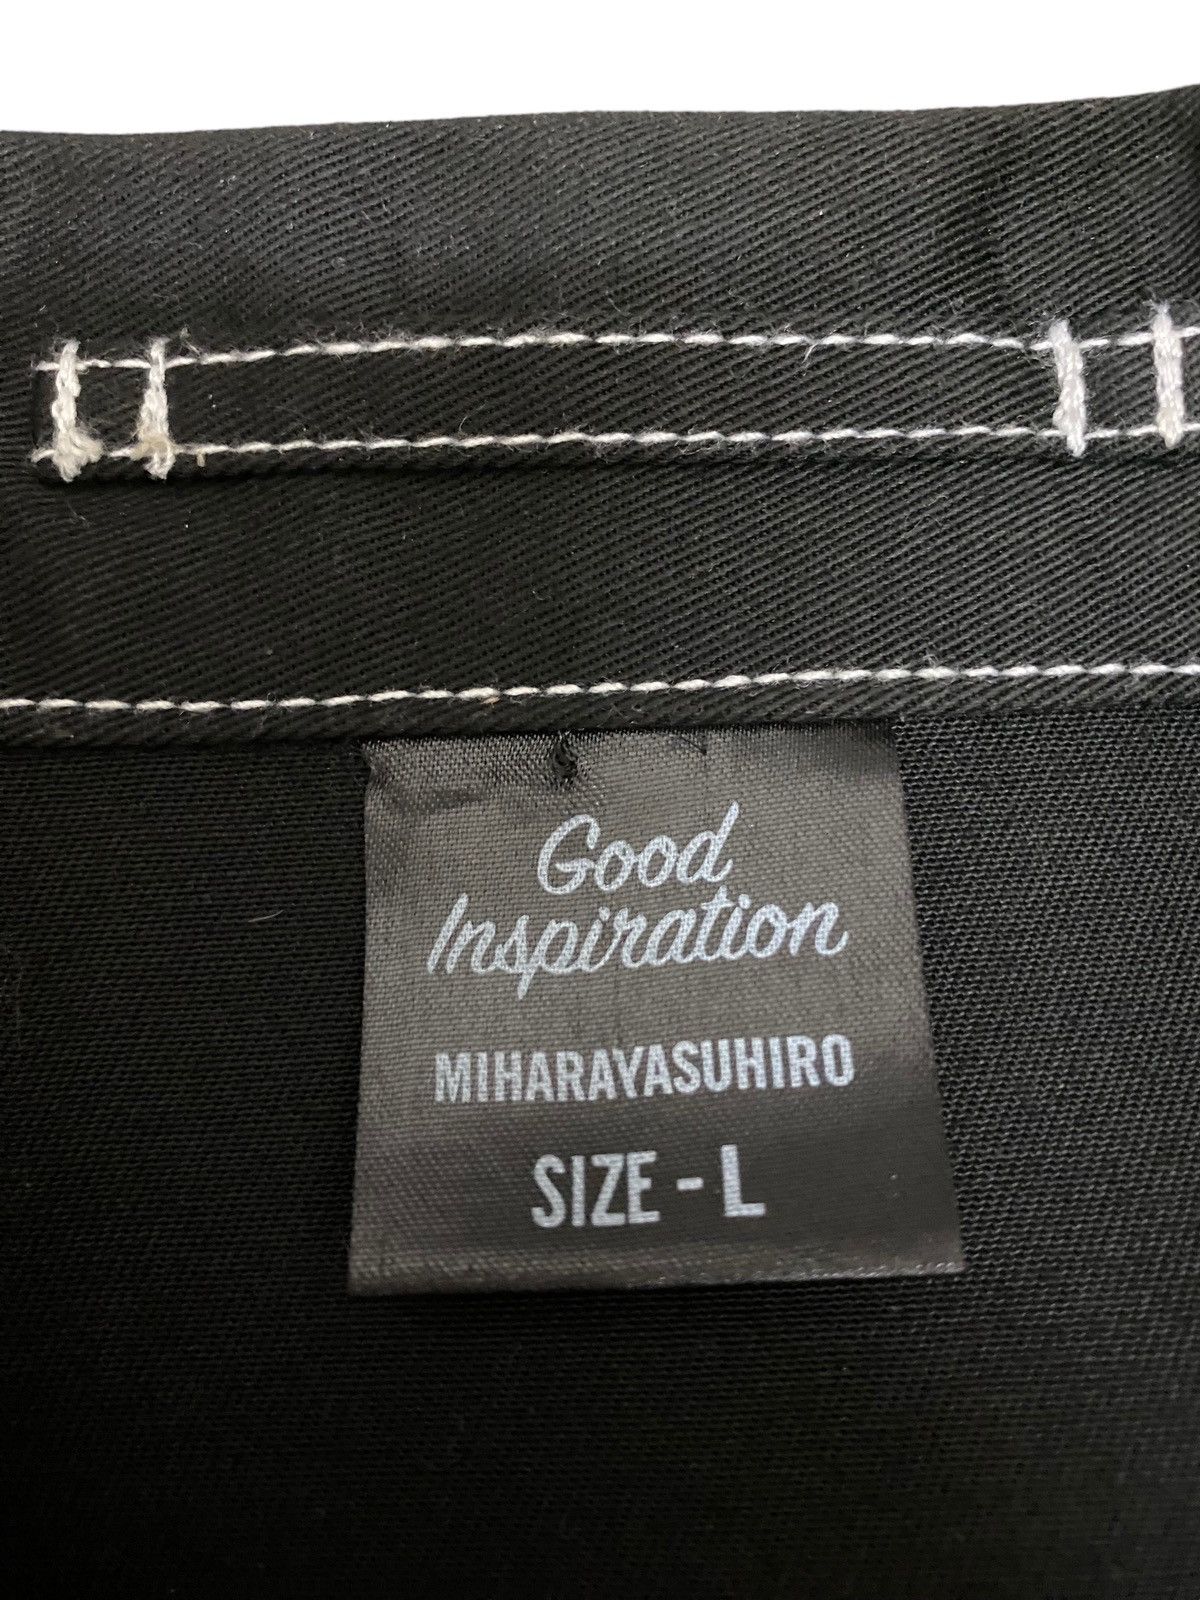 Good
Inspiration
MIHARAYASUHIRO
SIZE - L